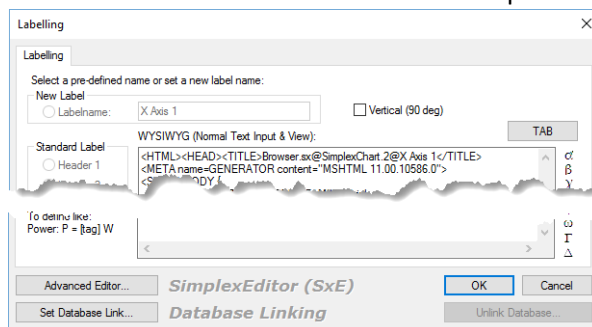 Labelling
Labelling
Select a pre-defined name or set a new label name:
New Label
Labelname:
X Axis 1
Vertical (90 deg)
WYSIWYG (Normal Text Input & View):
TAB
Standard Label
Header 1
<HTML><HEAD><TITLE>Browser.sx@SimplexChart.2@X Axis 1</TITLE>
<META name=GENERATOR content="MSHTML 11.00.10586.0">
α
β
γ
Power: P = [tag] W
ω
Γ
Δ
Advanced Editor...
SimplexEditor (SxE)
OK
Cancel
Set Database Link...
Database Linking
Unlink Database...